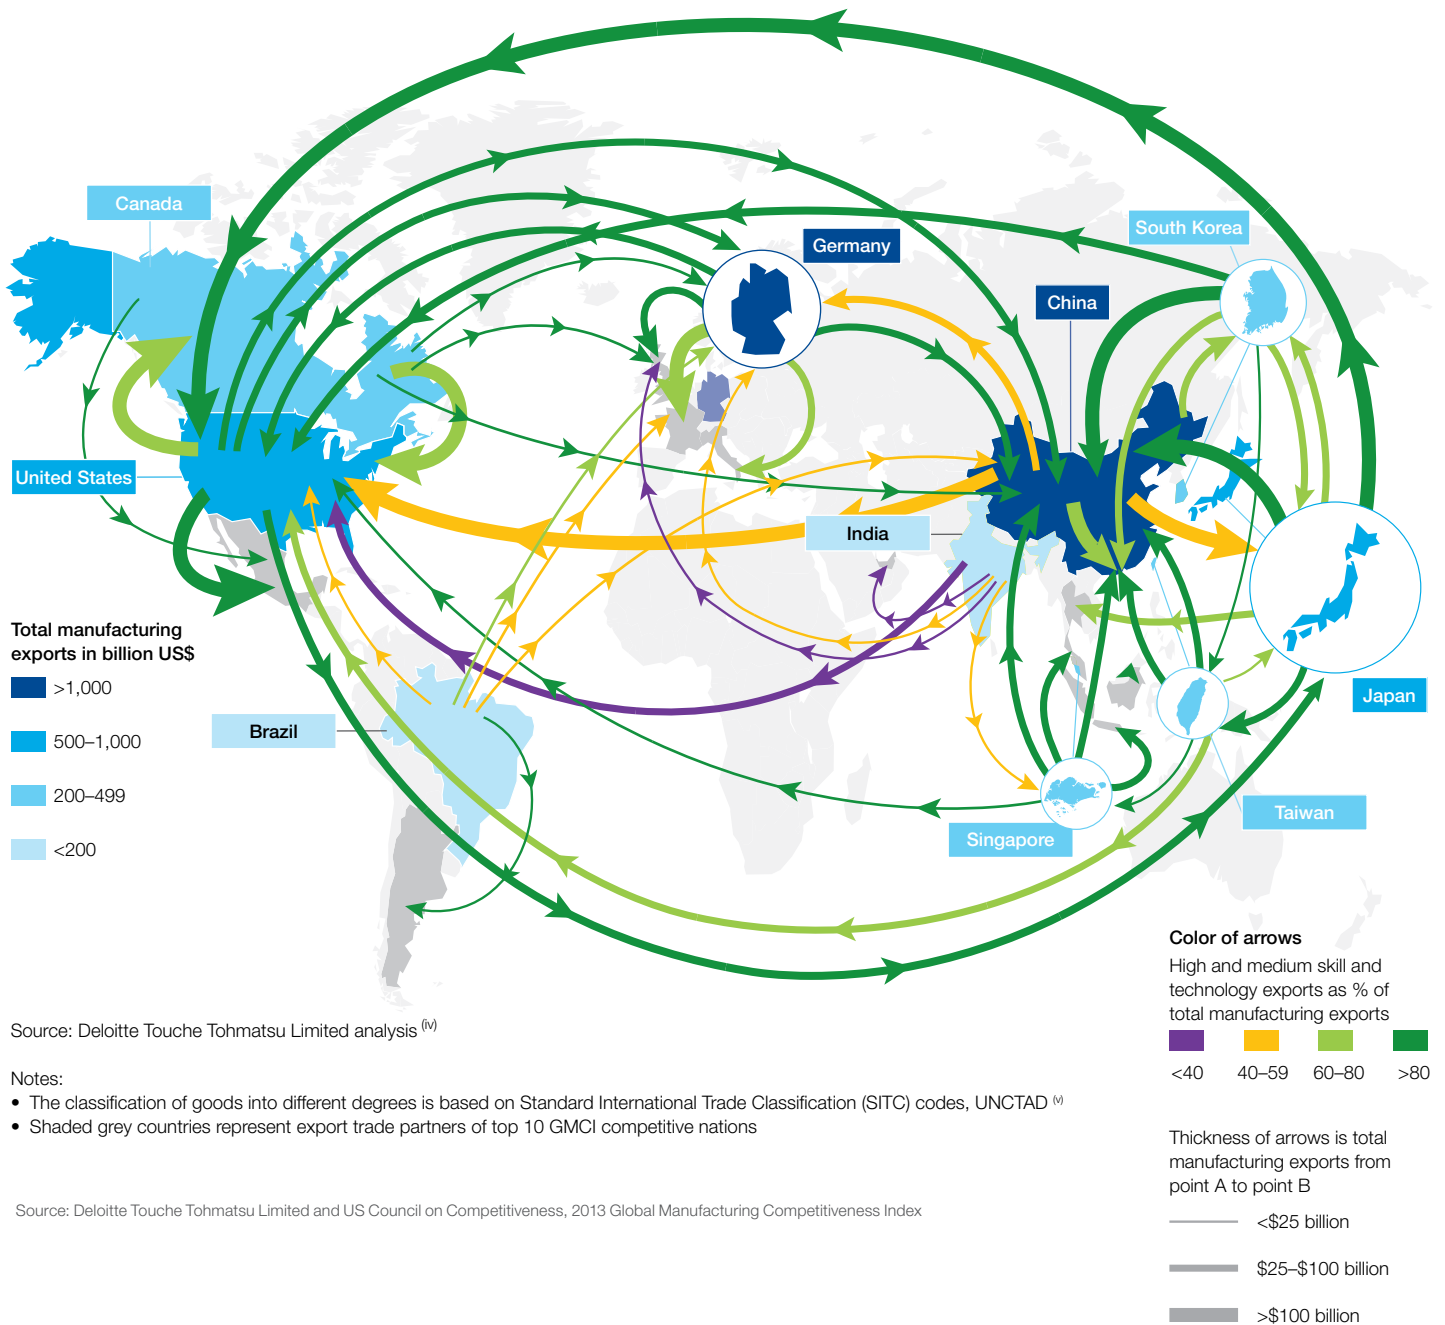 Canada
South Korea
Germany
China
United States
India
Total manufacturing
exports in billion US$
>1,000
500–1,000
200–499
<200
Japan
Brazil
Taiwan
Singapore
Color of arrows
High and medium skill and
technology exports as % of
total manufacturing exports
<40 40–59 60–80 >80
Source: Deloitte Touche Tohmatsu Limited analysis (iv)
Notes:
• The classification of goods into different degrees is based on Standard International Trade Classification (SITC) codes, UNCTAD (v)
• Shaded grey countries represent export trade partners of top 10 GMCI competitive nations
Thickness of arrows is total
manufacturing exports from
point A to point B
<$25 billion
$25–$100 billion
>$100 billion
Source: Deloitte Touche Tohmatsu Limited and US Council on Competitiveness, 2013 Global Manufacturing Competitiveness Index